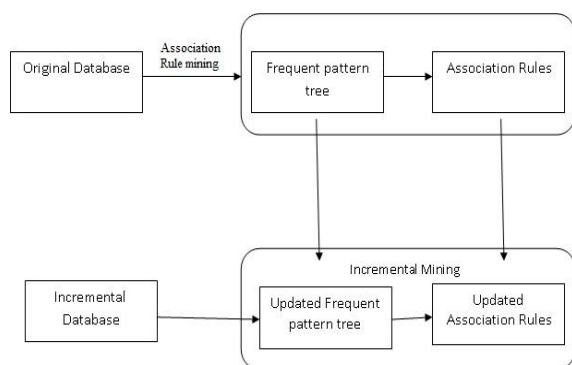 Original Database
Association
Rule mining
Frequent pattern
tree
Association Rules
Incremental Mining
Incremental
Database
Updated Frequent
pattern tree
Updated
Association Rules